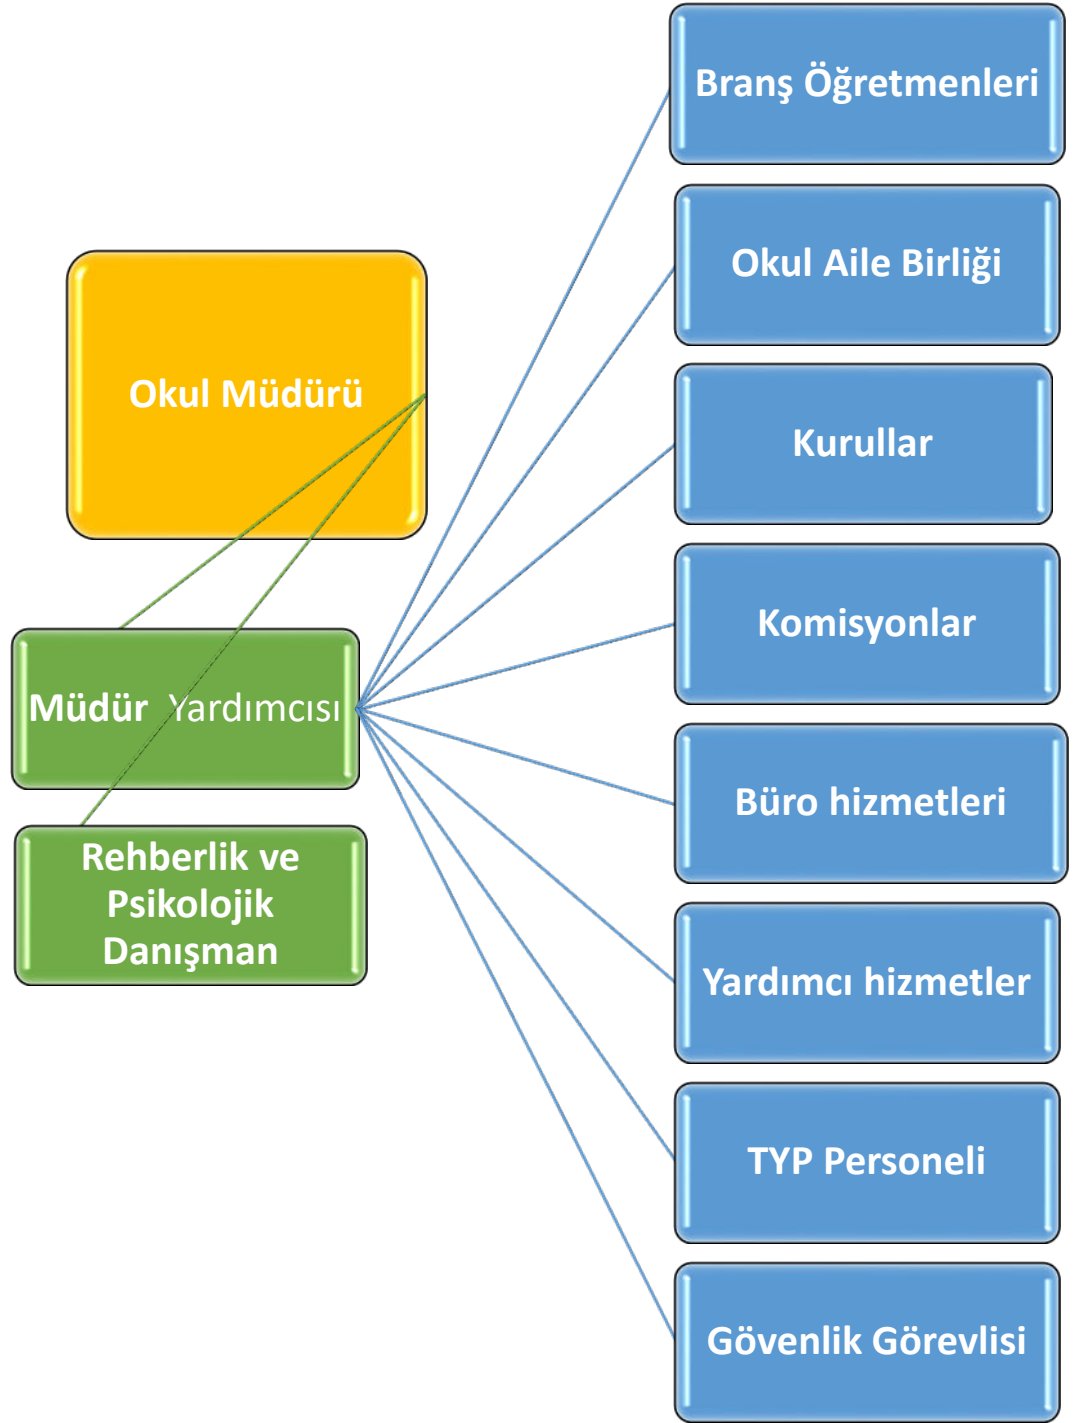 Okul Müdürü
Müdür Yardımcısı
Rehberlik ve
Psikolojik
Danışman
Branş Öğretmenleri
Okul Aile Birliği
Kurullar
Komisyonlar
Büro hizmetleri
Yardımcı hizmetler
TYP Personeli
Gövenlik Görevlisi